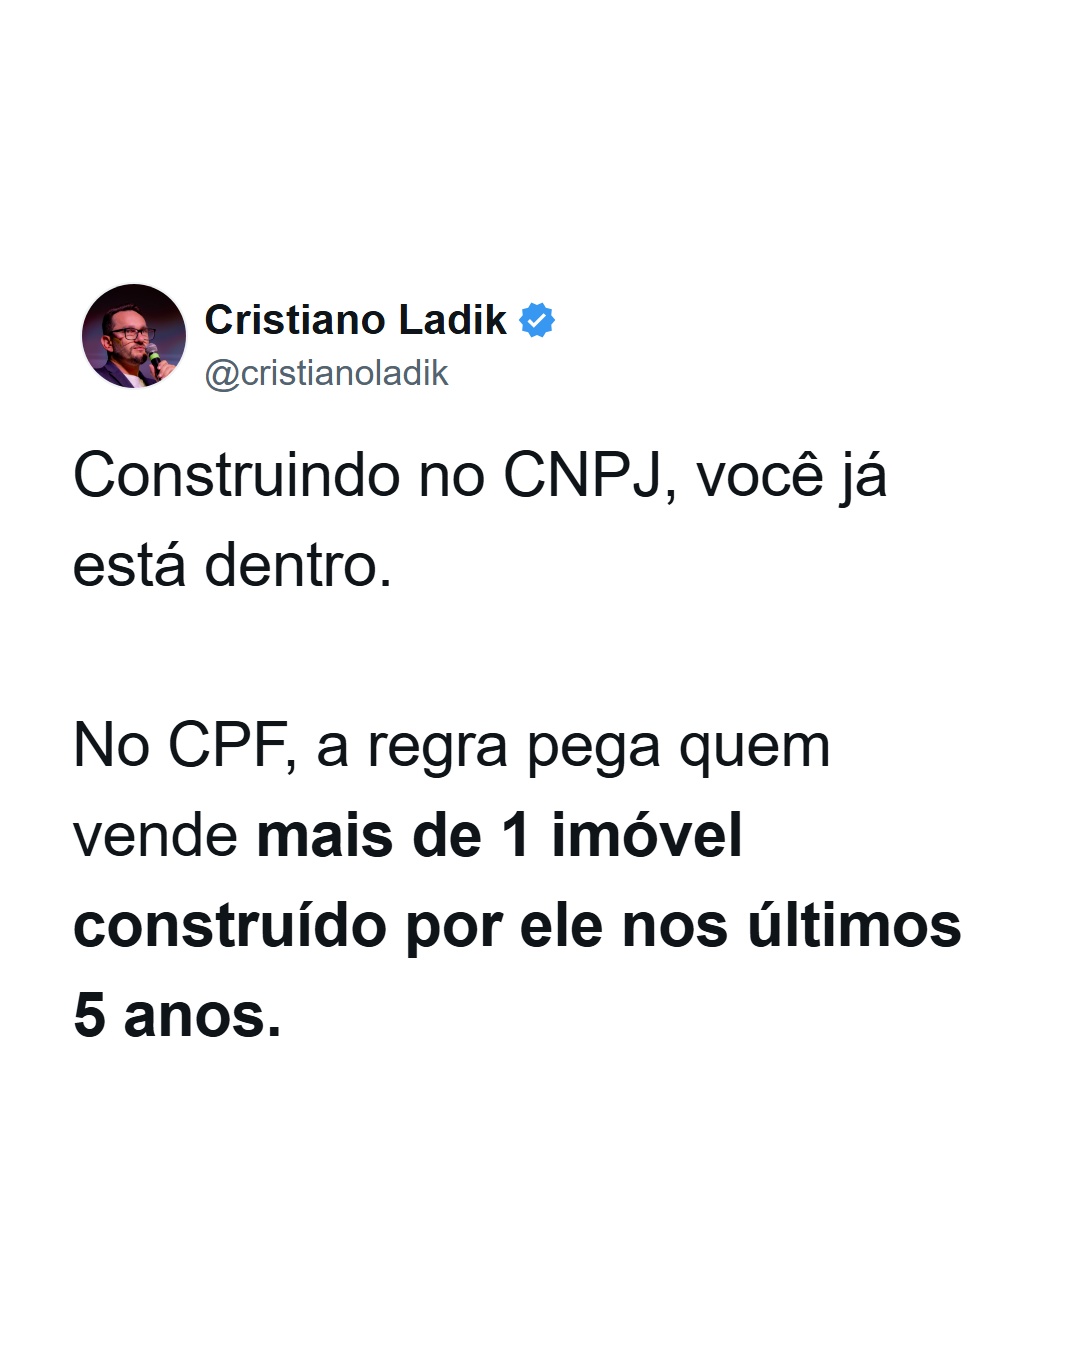 Cristiano Ladik
@cristianoladik
Construindo no CNPJ, você já
está dentro.
No CPF, a regra pega quem
vende mais de 1 imóvel
construído por ele nos últimos
5 anos.